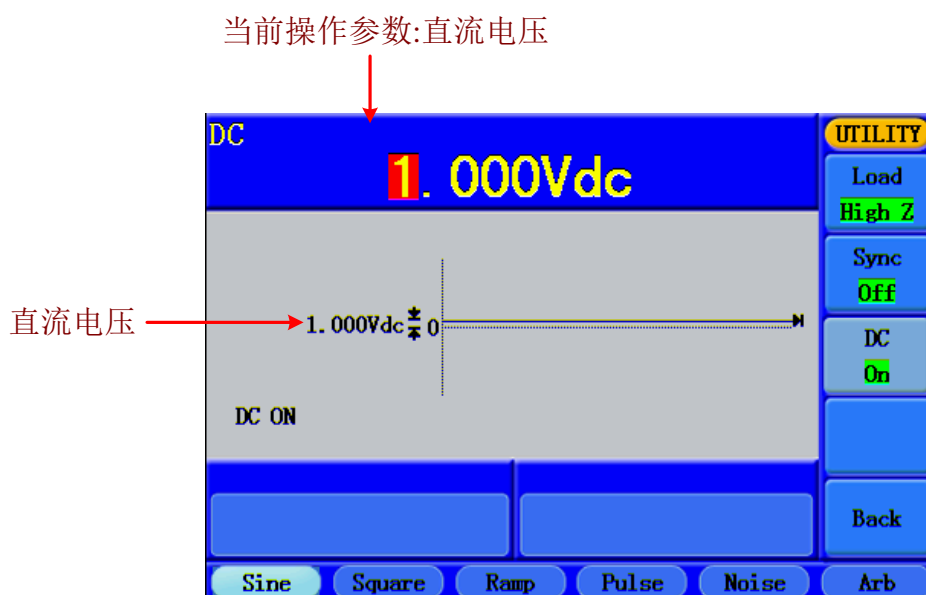 当前操作参数:直流电压
DC
1.000Vdc
UTILITY
Load
High Z
Sync
Off
DC
On
直流电压
1.000Vdc
0
DC ON
Back
Sine
Square
Ramp
Pulse
Noise
Arb